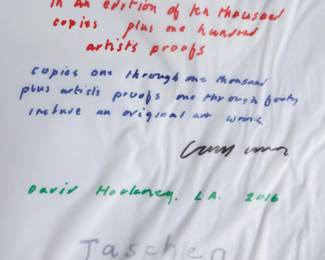 in an edition of ten thousand
copies plus one hundred
artists proofs
copies one through one thousand
plus artists proofs one through forty
include an original art work
David Hockney, L.A. 2016
Taschen